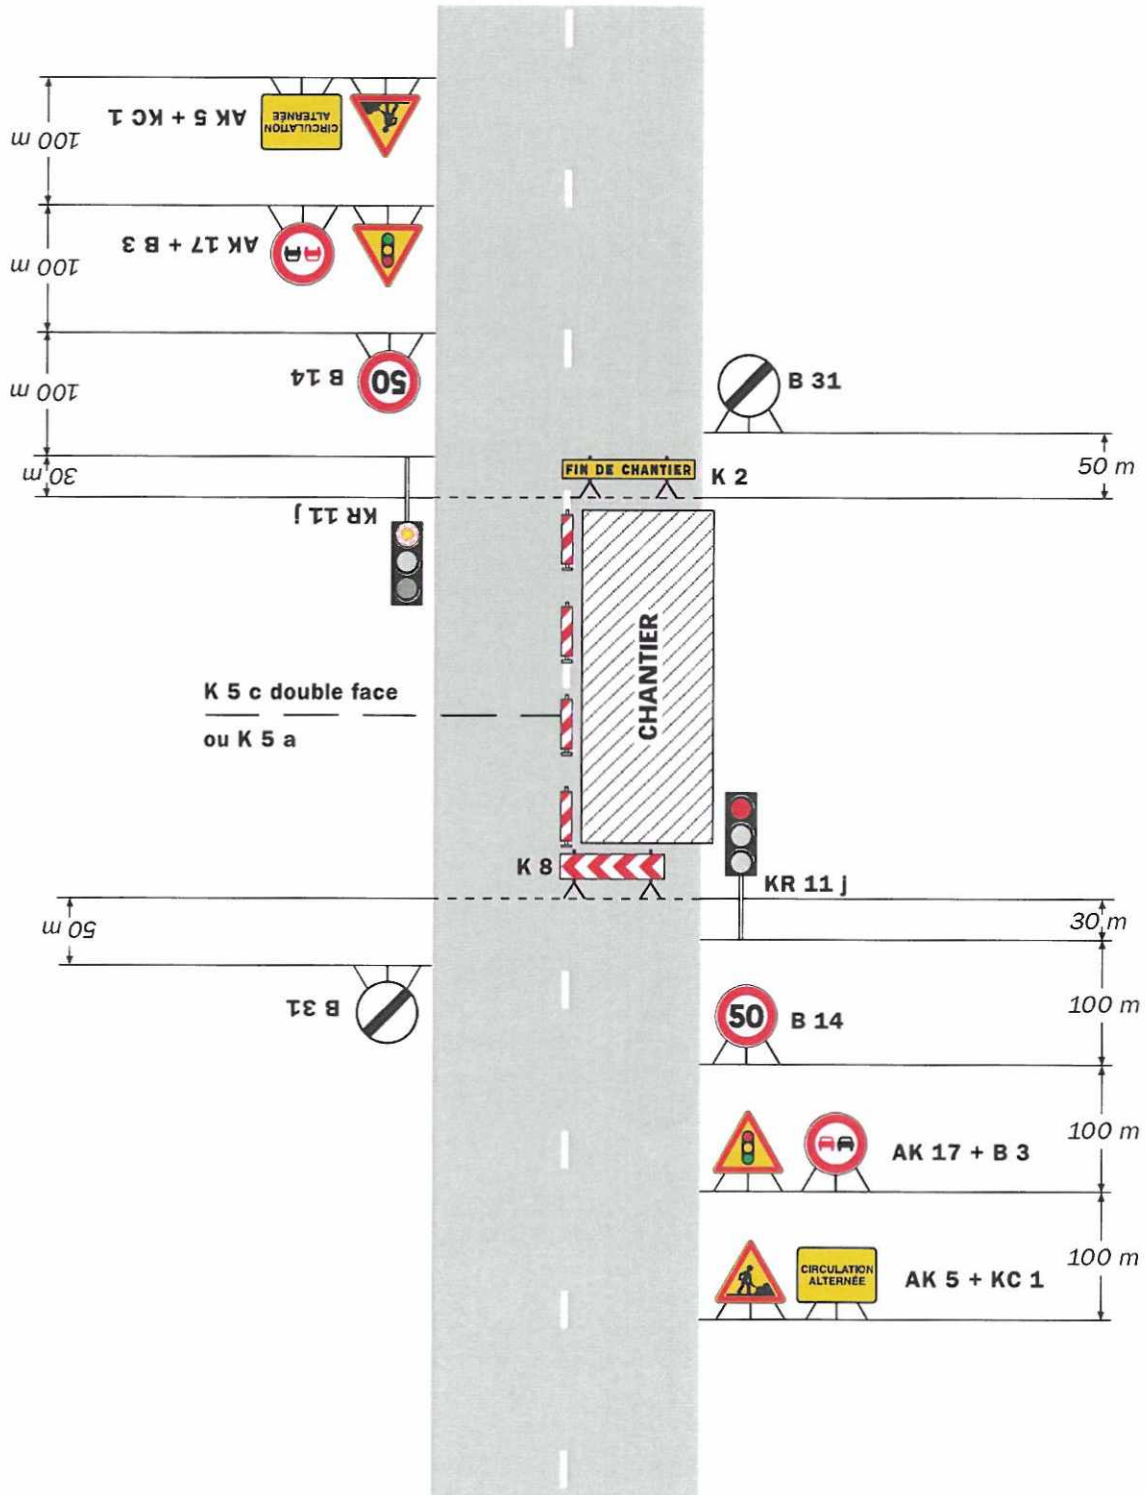 AK 5 + KC 1
CIRCULATION
ALTERNÉE
100 m
AK 17 + B 3
100 m
B 14
50
100 m
B 31
30 m
FIN DE CHANTIER
K 2
50 m
KR 11 j
CHANTIER
K 5 c double face
ou K 5 a
K 8
KR 11 j
50 m
30 m
B 31
50
B 14
100 m
AK 17 + B 3
100 m
CIRCULATION
ALTERNÉE
AK 5 + KC 1
100 m